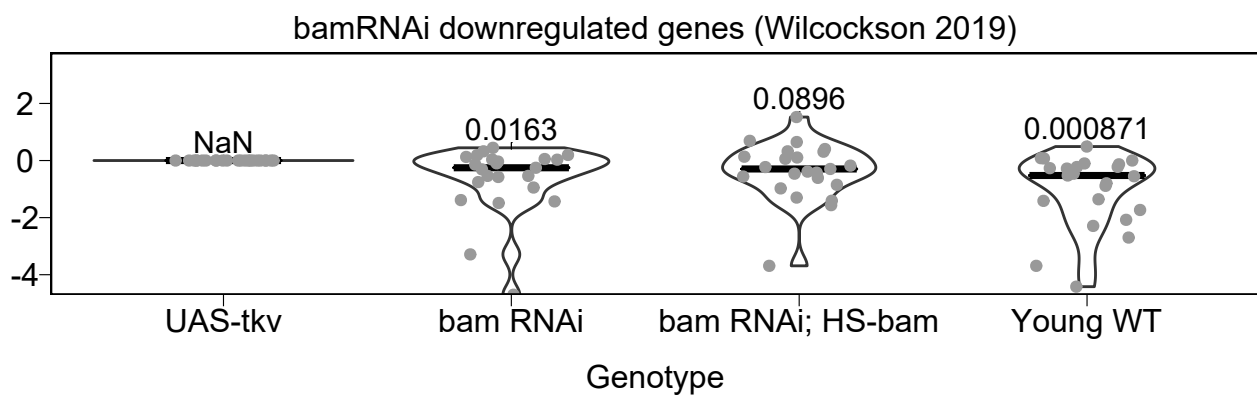 bamRNAi downregulated genes (Wilcockson 2019)
2
0
-2
-4
NaN
0.0163
0.0896
0.000871
UAS-tkv
bam RNAi
bam RNAi; HS-bam
Young WT
Genotype